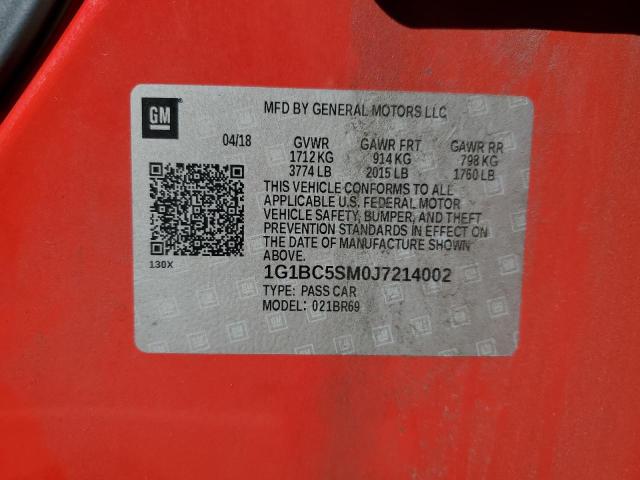 GM
MFD BY GENERAL MOTORS LLC
04/18 GVWR GAWR FRT GAWR RR
1712 KG 914 KG 798 KG
3774 LB 2015 LB 1760 LB
THIS VEHICLE CONFORMS TO ALL
APPLICABLE U.S. FEDERAL MOTOR
VEHICLE SAFETY, BUMPER, AND THEFT
PREVENTION STANDARDS IN EFFECT ON
THE DATE OF MANUFACTURE SHOWN
ABOVE.
130X
1G1BC5SM0J7214002
TYPE: PASS CAR
MODEL: 021BR69